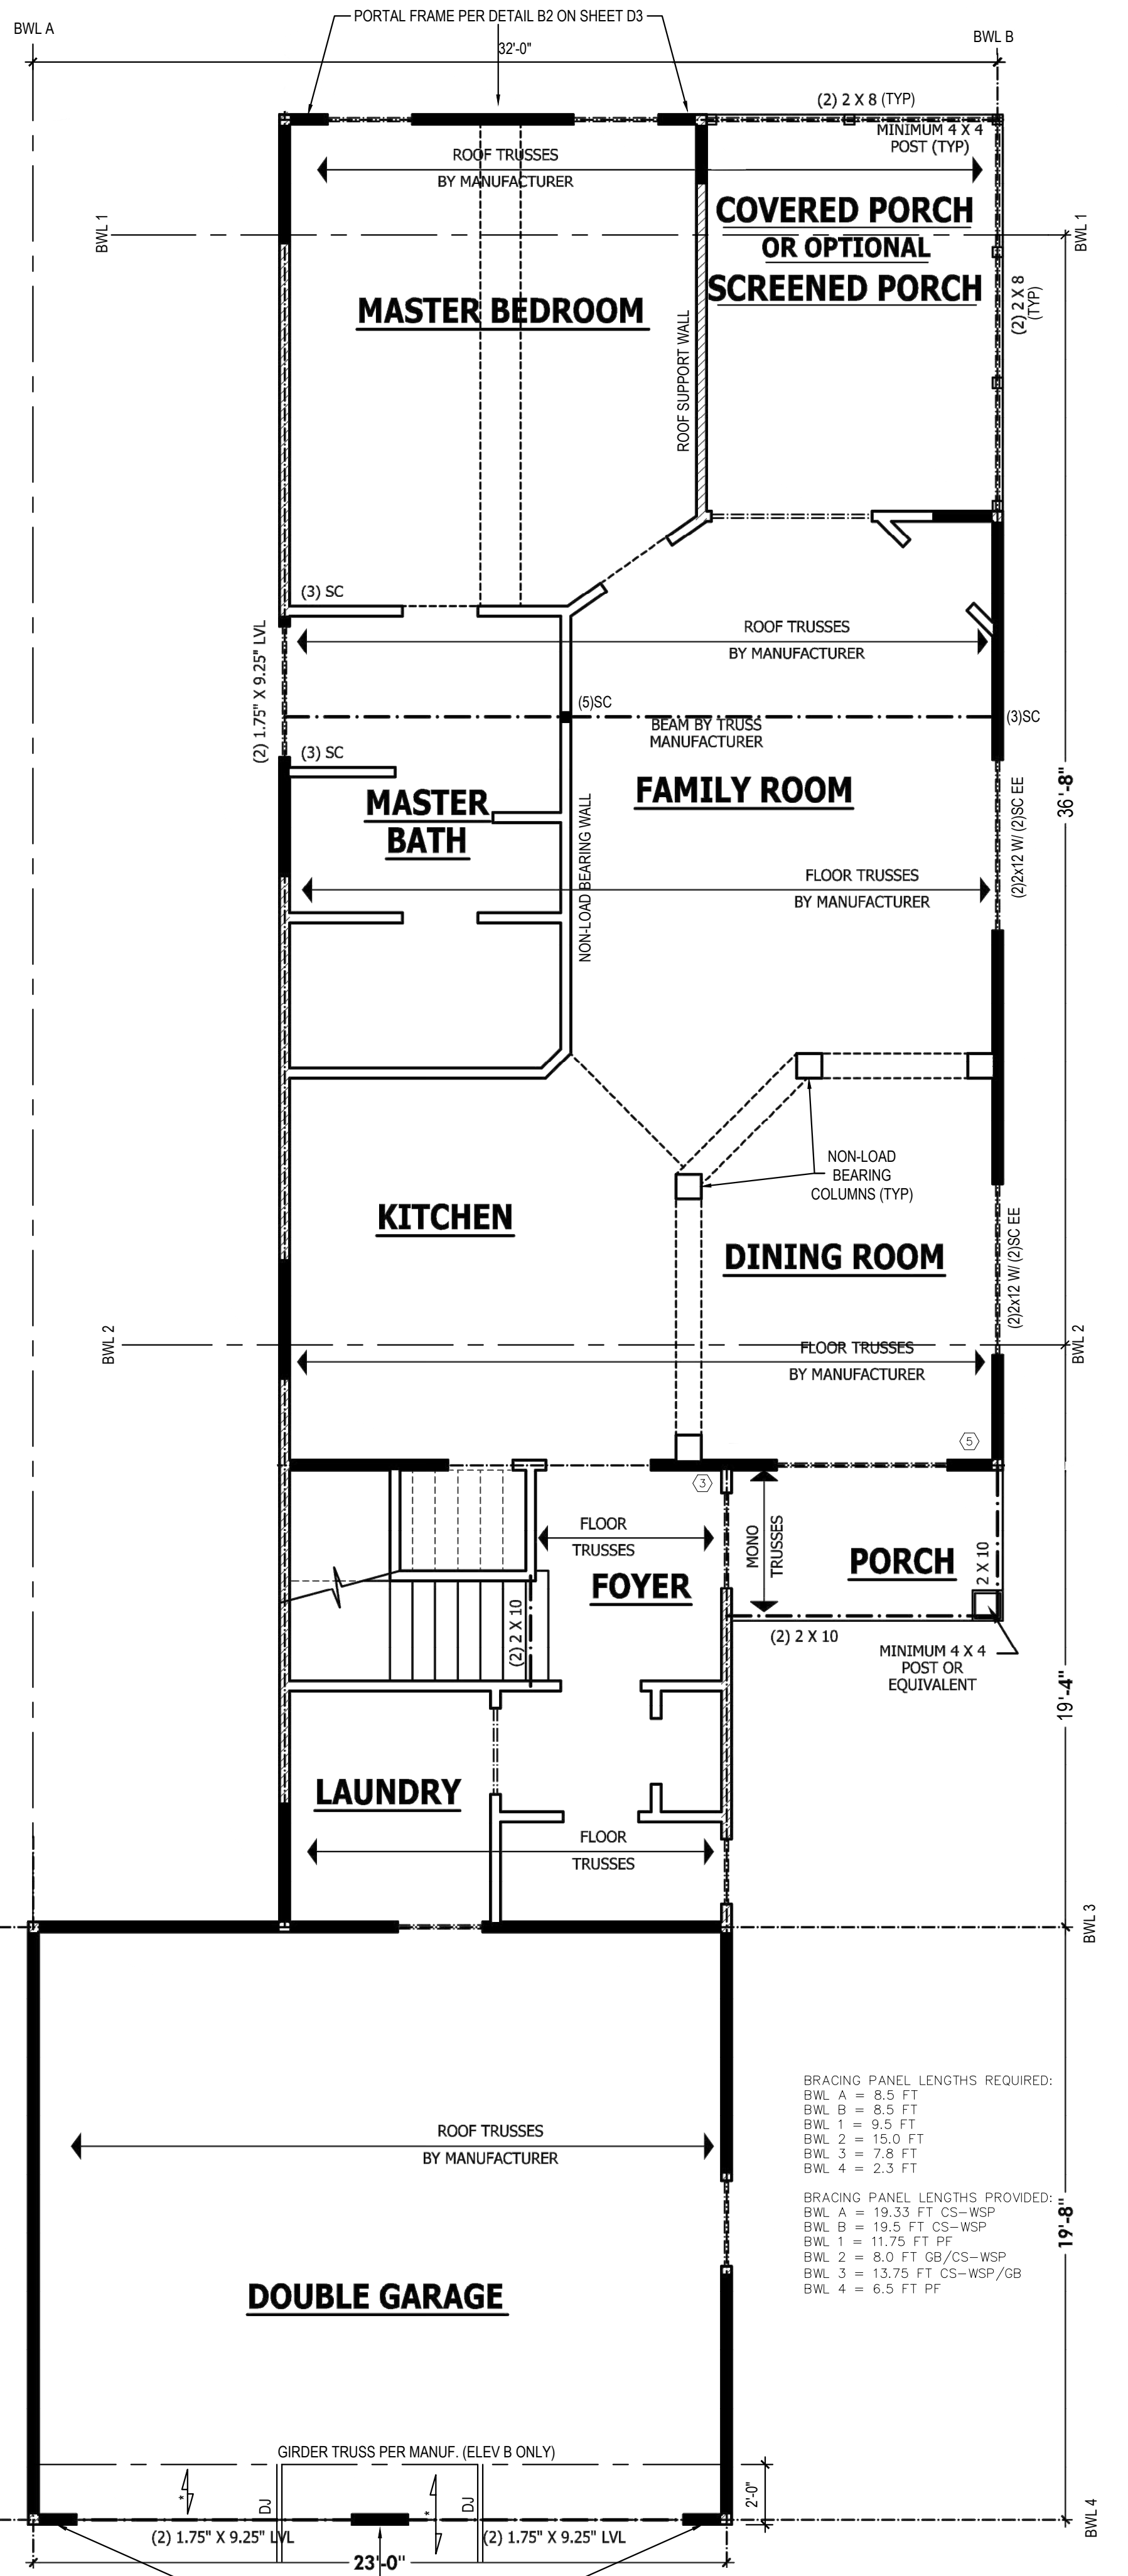 PORTAL FRAME PER DETAIL B2 ON SHEET D3
BWL A
32'-0"
BWL B
(2) 2 X 8 (TYP)
MINIMUM 4 X 4
POST (TYP)
ROOF TRUSSES
BY MANUFACTURER
COVERED PORCH
OR OPTIONAL
SCREENED PORCH
BWL 1
BWL 1
(2) 2 X 8
(TYP)
MASTER BEDROOM
ROOF SUPPORT WALL
(3) SC
ROOF TRUSSES
BY MANUFACTURER
(2) 1.75" X 9.25" LVL
(5)SC
BEAM BY TRUSS
MANUFACTURER
(3)SC
(3) SC
FAMILY ROOM
MASTER
BATH
36'-8"
(2)2x12 W/ (2)SC EE
NON-LOAD BEARING WALL
FLOOR TRUSSES
BY MANUFACTURER
NON-LOAD
BEARING
COLUMNS (TYP)
KITCHEN
DINING ROOM
(2)2x12 W/ (2)SC EE
BWL 2
BWL 2
FLOOR TRUSSES
BY MANUFACTURER
5
3
FLOOR
TRUSSES
MONO
TRUSSES
PORCH
2 X 10
FOYER
(2) 2 X 10
(2) 2 X 10
MINIMUM 4 X 4
POST OR
EQUIVALENT
19'-4"
LAUNDRY
FLOOR
TRUSSES
BWL 3
BRACING PANEL LENGTHS REQUIRED:
BWL A = 8.5 FT
BWL B = 8.5 FT
BWL 1 = 9.5 FT
BWL 2 = 15.0 FT
BWL 3 = 7.8 FT
BWL 4 = 2.3 FT
ROOF TRUSSES
BY MANUFACTURER
BRACING PANEL LENGTHS PROVIDED:
BWL A = 19.33 FT CS-WSP
BWL B = 19.5 FT CS-WSP
BWL 1 = 11.75 FT PF
BWL 2 = 8.0 FT GB/CS-WSP
BWL 3 = 13.75 FT CS-WSP/GB
BWL 4 = 6.5 FT PF
19'-8"
DOUBLE GARAGE
GIRDER TRUSS PER MANUF. (ELEV B ONLY)
*
DJ
*
DJ
2'-0"
BWL 4
(2) 1.75" X 9.25" LVL
(2) 1.75" X 9.25" LVL
23'-0"